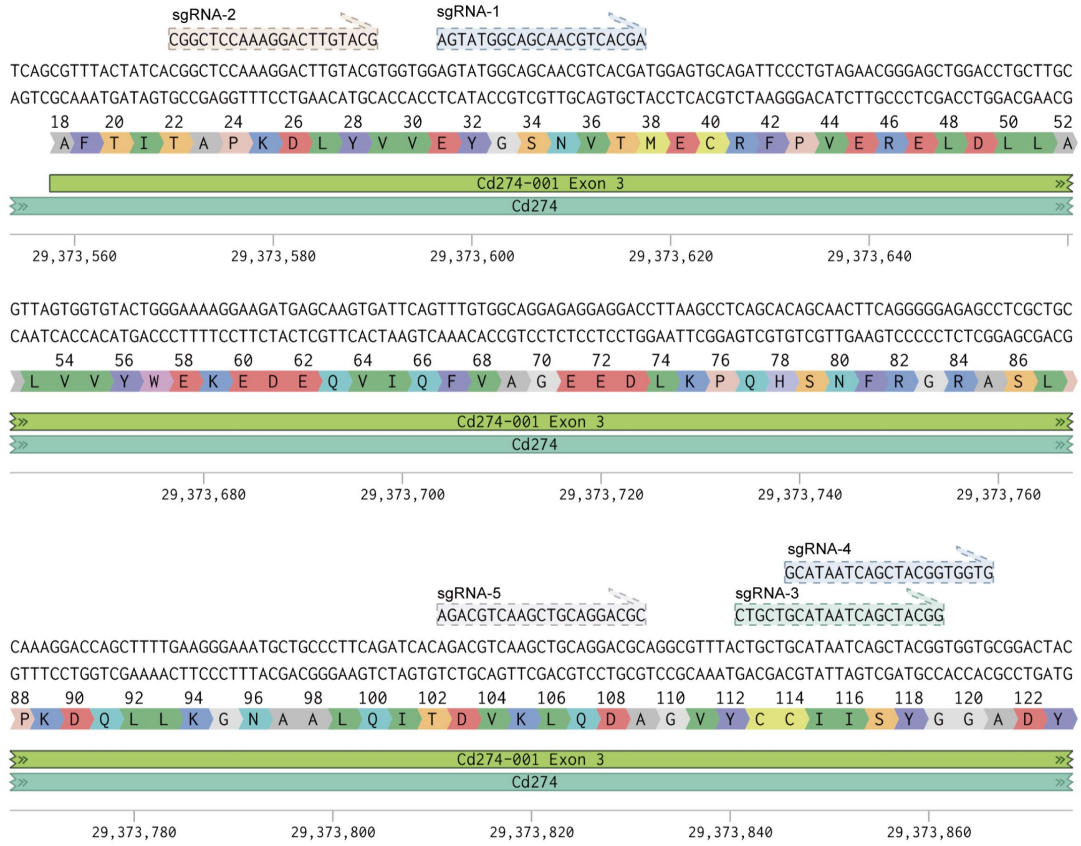 sgRNA-2 sgRNA-1
CGGCTCCAAAGGACTTGTACG AGTATGGCAGCAACGTCACGA
TCAGCGTTTACTATCACGGCTCCAAAGGACTTGTACGTGGTGGAGTATGGCAGCAACGTCACGATGGAGTGCAGATTCCCTGTAGAACGGGAGCTGGACCTGCTTGC
AGTCGCAAATGATAGTGCCGAGGTTTCCTGAACATGCACCACCTCATACCGTCGTTGCAGTGCTACCTCACGTCTAAGGGACATCTTGCCCTCGACCTGGACGAACG
18 20 22 24 26 28 30 32 34 36 38 40 42 44 46 48 50 52
A F T I T A P K D L Y V V E Y G S N V T M E C R F P V E R E L D L L A
Cd274-001 Exon 3
Cd274
29,373,560 29,373,580 29,373,600 29,373,620 29,373,640
GTTAGTGGTGTACTGGGAAAAGGAAGATGAGCAAGTGATTCAGTTTGTGGCAGGAGAGGAGGACCTTAAGCCTCAGCACAGCAACTTCAGGGGGAGAGCCTCGCTGC
CAATCACCACATGACCCTTTTCCTTCTACTCGTTCACTAAGTCAAACACCGTCCTCTCCTCCTGGAATTCGGAGTCGTGTCGTTGAAGTCCCCCTCTCGGAGCGACG
54 56 58 60 62 64 66 68 70 72 74 76 78 80 82 84 86
L V V Y W E K E D E Q V I Q F V A G E E D L K P Q H S N F R G R A S L
Cd274-001 Exon 3
Cd274
29,373,680 29,373,700 29,373,720 29,373,740 29,373,760
sgRNA-4
GCATAATCAGCTACGGTGGTG
sgRNA-5 sgRNA-3
AGACGTCAAGCTGCAGGACGC CTGCTGCATAATCAGCTACGG
CAAAGGACCAGCTTTTGAAGGGAAATGCTGCCCTTCAGATCACAGACGTCAAGCTGCAGGACGCAGGCGTTTACTGCTGCATAATCAGCTACGGTGGTGCGGACTAC
GTTTCCTGGTCGAAAACTTCCCTTTACGACGGGAAGTCTAGTGTCTGCAGTTCGACGTCCTGCGTCCGCAAATGACGACGTATTAGTCGATGCCACCACGCCTGATG
88 90 92 94 96 98 100 102 104 106 108 110 112 114 116 118 120 122
P K D Q L L K G N A A L Q I T D V K L Q D A G V Y C C I I S Y G G A D Y
Cd274-001 Exon 3
Cd274
29,373,780 29,373,800 29,373,820 29,373,840 29,373,860